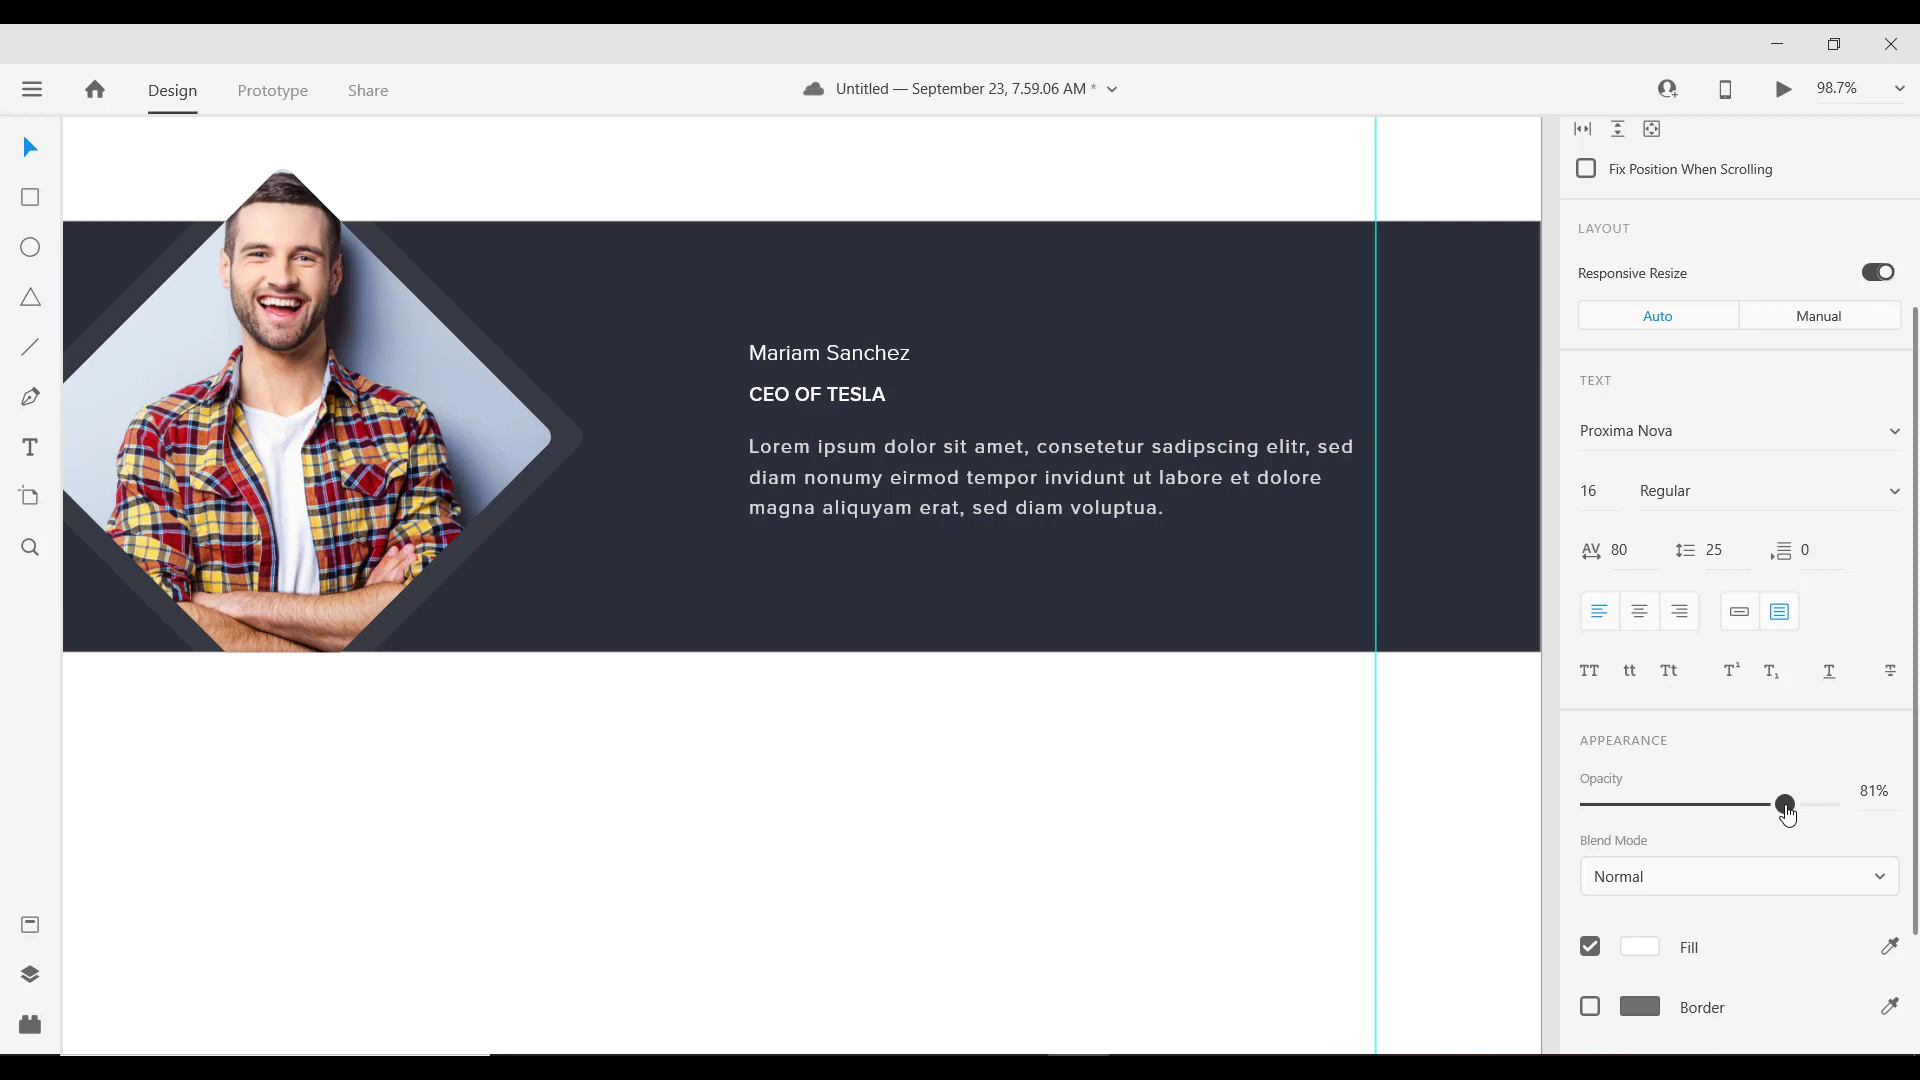 Design
Prototype
Share
Untitled — September 23, 7.59.06 AM *
98.7%
Fix Position When Scrolling
LAYOUT
Responsive Resize
Auto
Manual
Mariam Sanchez
CEO OF TESLA
Lorem ipsum dolor sit amet, consetetur sadipscing elitr, sed
diam nonumy eirmod tempor invidunt ut labore et dolore
magna aliquyam erat, sed diam voluptua.
TEXT
Proxima Nova
16 Regular
AV 80 25 0
TT tt Tt T¹ T₁ T T
APPEARANCE
Opacity
81%
Blend Mode
Normal
Fill
Border
T